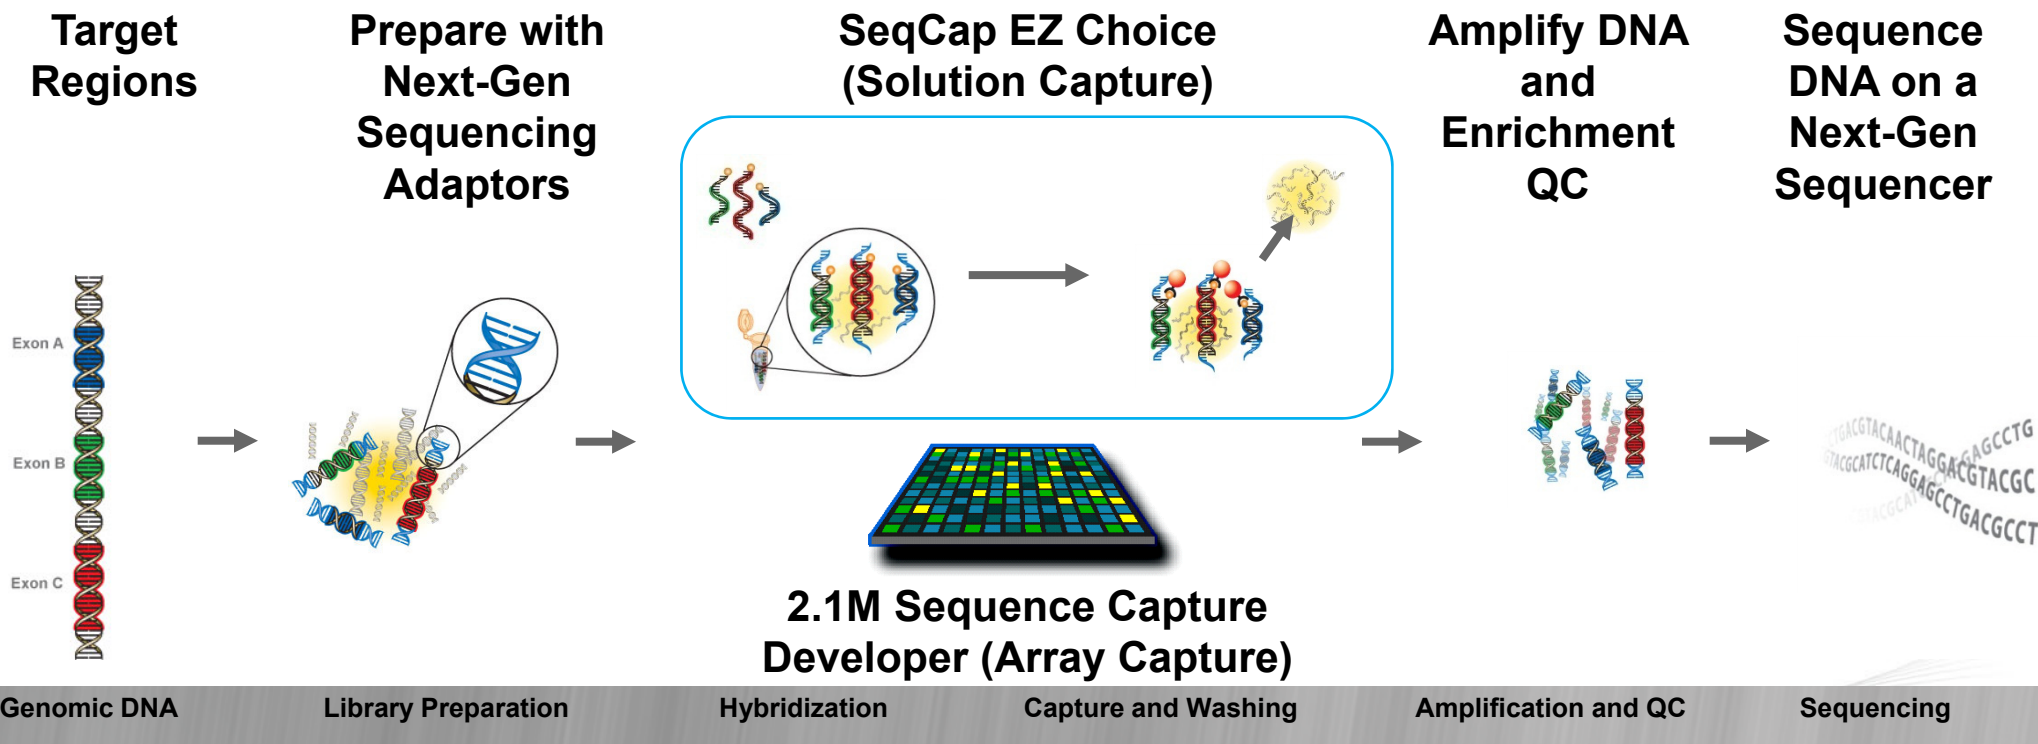 Target
Regions
Prepare with
Next-Gen
Sequencing
Adaptors
SeqCap EZ Choice
(Solution Capture)
Amplify DNA
and
Enrichment
QC
Sequence
DNA on a
Next-Gen
Sequencer
Exon A
Exon B
Exon C
2.1M Sequence Capture
Developer (Array Capture)
Genomic DNA
Library Preparation
Hybridization
Capture and Washing
Amplification and QC
Sequencing